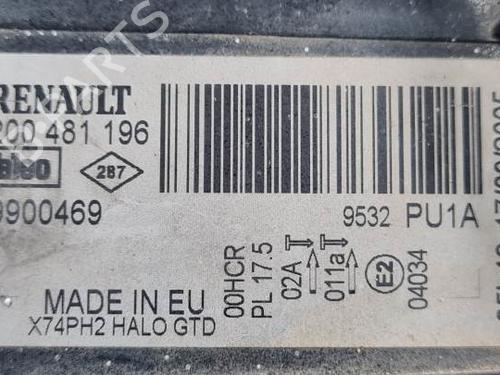 RENAULT
200 481 196
Valeo
287
9900469
9532 PU1A
MADE IN EU
X74PH2 HALO GTD
00HCR
PL 17.5
02A
011a
E2
04034